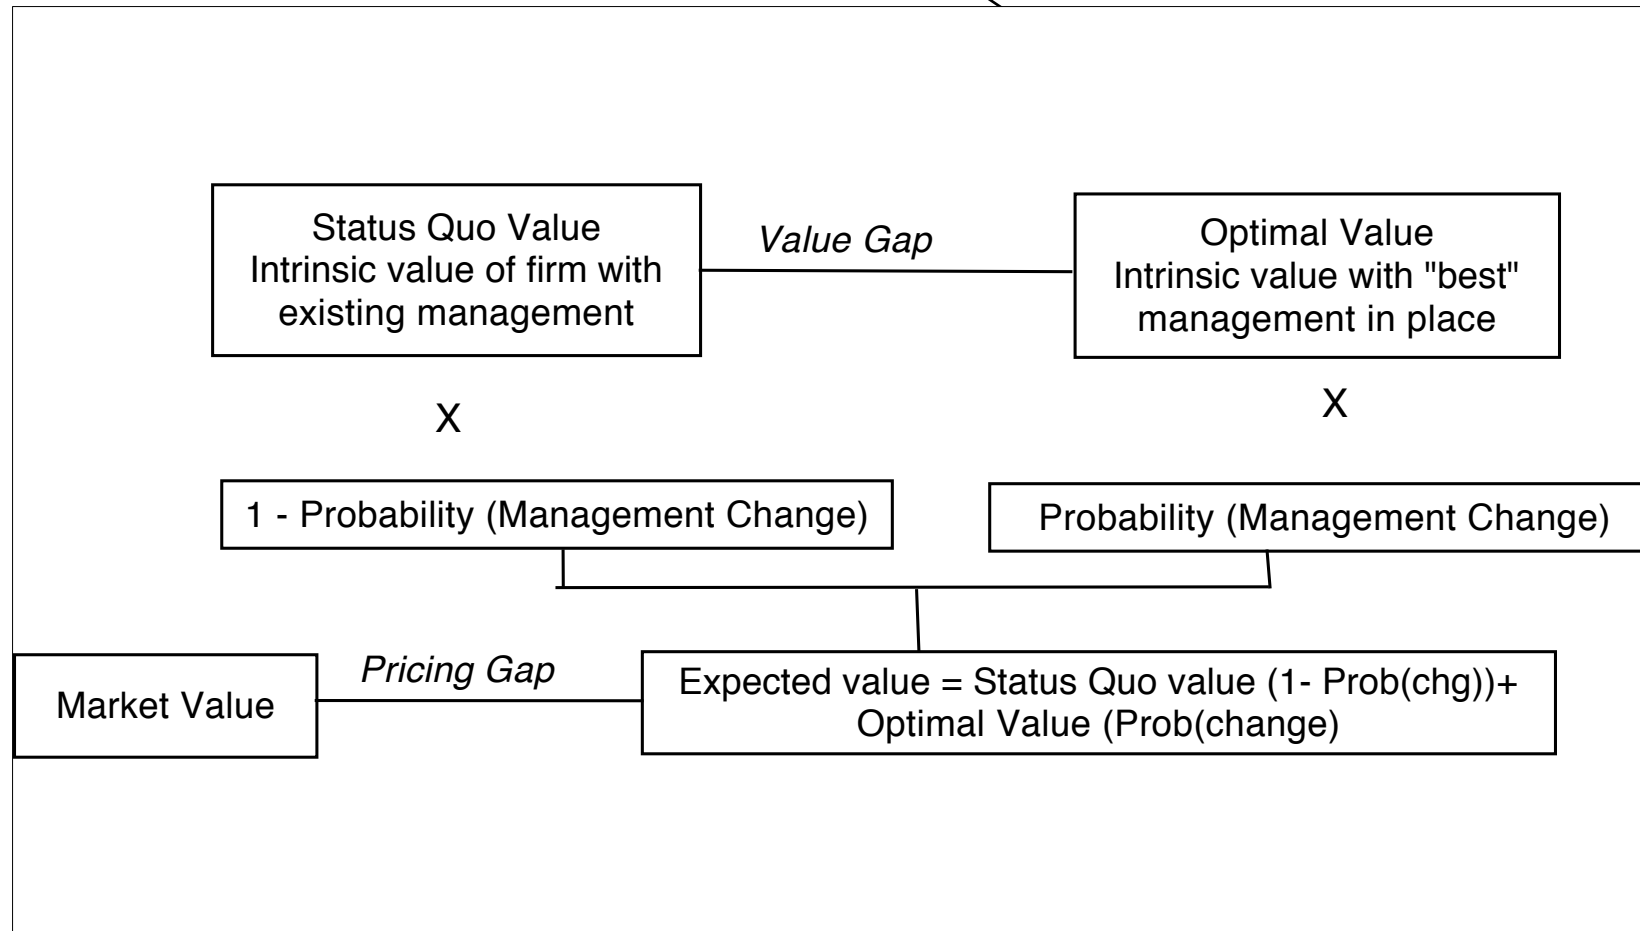 Status Quo Value
Intrinsic value of firm with
existing management
Value Gap
Optimal Value
Intrinsic value with "best"
management in place
X
X
1 - Probability (Management Change)
Probability (Management Change)
Market Value
Pricing Gap
Expected value = Status Quo value (1- Prob(chg))+
Optimal Value (Prob(change)